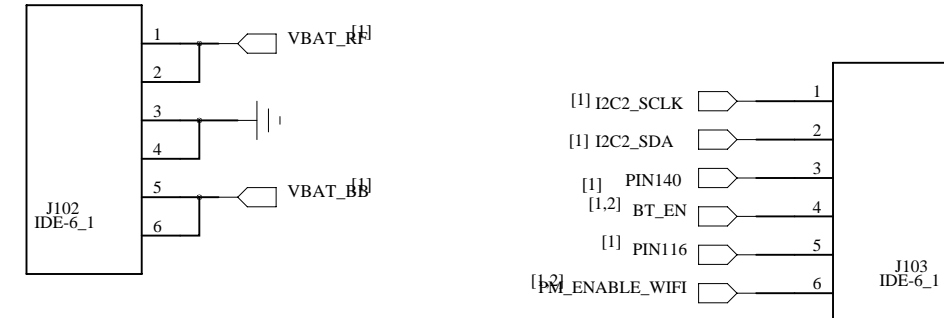 1 VBAT_RF [1]
2
3
4
5 VBAT_BB [1]
6
J102
IDE-6_1
[1] I2C2_SCLK 1
[1] I2C2_SDA 2
[1] PIN140 3
[1,2] BT_EN 4
[1] PIN116 5
[1,2] PM_ENABLE_WIFI 6
J103
IDE-6_1